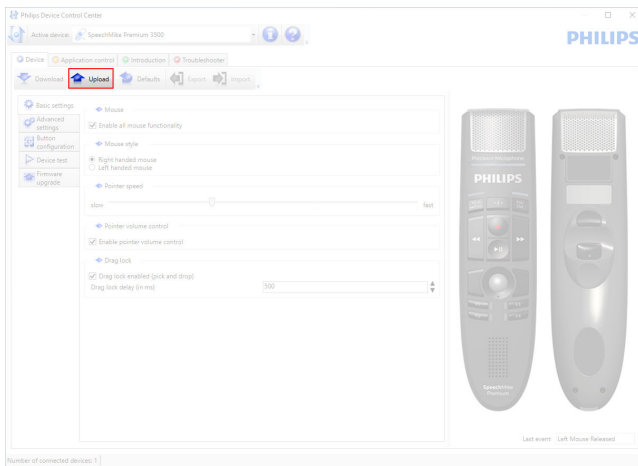 Philips Device Control Center
Active device: SpeechMike Premium 3500
PHILIPS
Device Application control Introduction Troubleshooter
Download Upload Defaults Export Import
Basic settings
Advanced settings
Button configuration
Device test
Firmware upgrade
Mouse
Enable all mouse functionality
Mouse style
Right handed mouse
Left handed mouse
Pointer speed
slow fast
Pointer volume control
Enable pointer volume control
Drag lock
Drag lock enabled (pick and drop)
Drag lock delay (in ms) 500
Precision Microphone
PHILIPS
SpeechMike
Premium
Last event: Left Mouse Released
Number of connected devices: 1